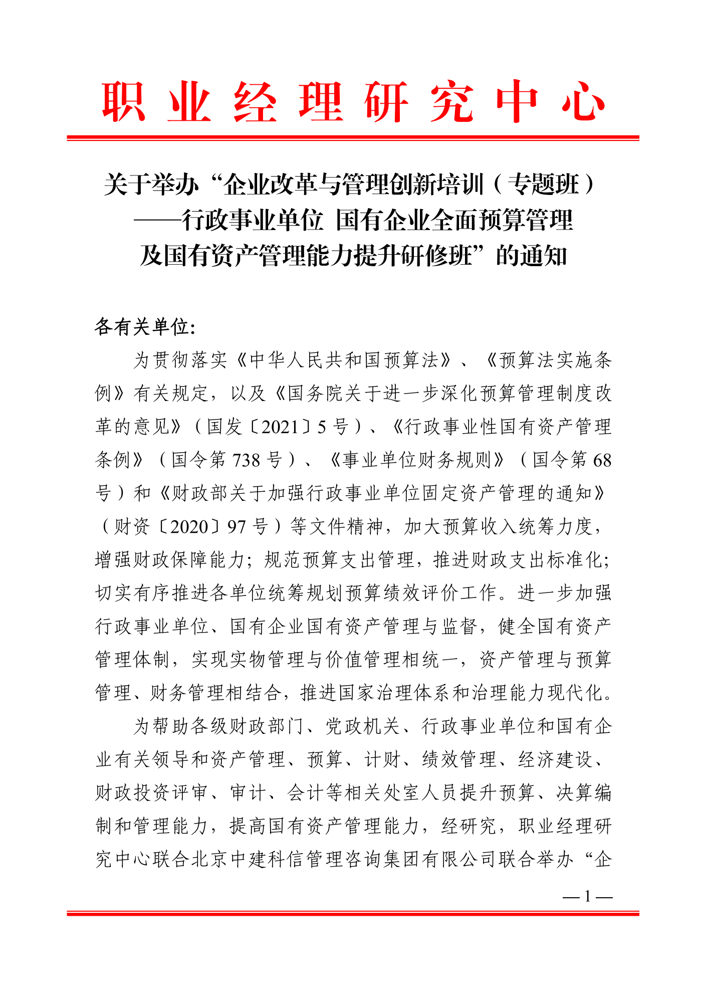 职业经理研究中心
关于举办“企业改革与管理创新培训（专题班）
——行政事业单位 国有企业全面预算管理
及国有资产管理能力提升研修班”的通知
各有关单位：
为贯彻落实《中华人民共和国预算法》、《预算法实施条
例》有关规定，以及《国务院关于进一步深化预算管理制度改
革的意见》（国发〔2021〕5 号）、《行政事业性国有资产管理
条例》（国令第 738 号）、《事业单位财务规则》（国令第 68
号）和《财政部关于加强行政事业单位固定资产管理的通知》
（财资〔2020〕97 号）等文件精神，加大预算收入统筹力度，
增强财政保障能力；规范预算支出管理，推进财政支出标准化；
切实有序推进各单位统筹规划预算绩效评价工作。进一步加强
行政事业单位、国有企业国有资产管理与监督，健全国有资产
管理体制，实现实物管理与价值管理相统一，资产管理与预算
管理、财务管理相结合，推进国家治理体系和治理能力现代化。
为帮助各级财政部门、党政机关、行政事业单位和国有企
业有关领导和资产管理、预算、计财、绩效管理、经济建设、
财政投资评审、审计、会计等相关处室人员提升预算、决算编
制和管理能力，提高国有资产管理能力，经研究，职业经理研
究中心联合北京中建科信管理咨询集团有限公司联合举办“企
— 1 —